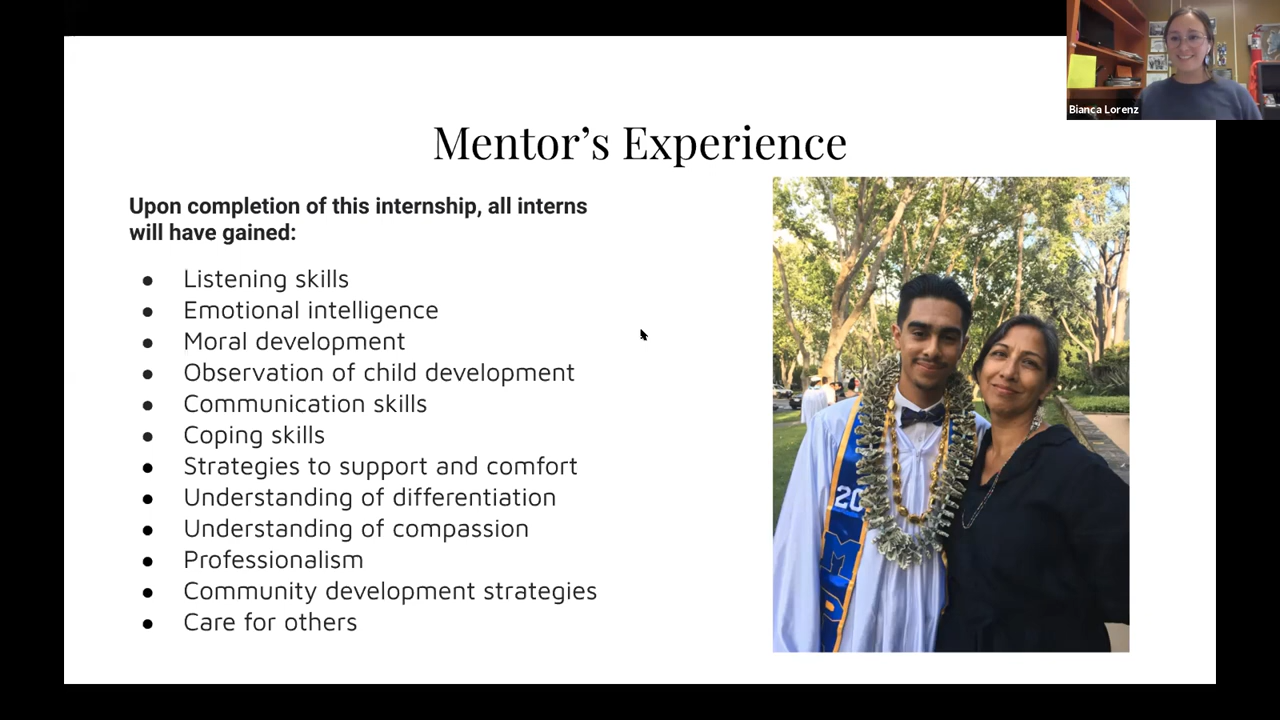 Bianca Lorenz
Mentor’s Experience
Upon completion of this internship, all interns
will have gained:
● Listening skills
● Emotional intelligence
● Moral development
● Observation of child development
● Communication skills
● Coping skills
● Strategies to support and comfort
● Understanding of differentiation
● Understanding of compassion
● Professionalism
● Community development strategies
● Care for others
20